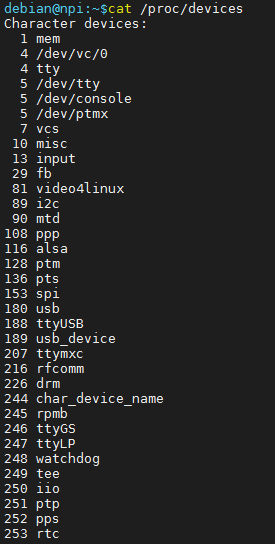 debian@npi:~$cat /proc/devices
Character devices:
  1 mem
  4 /dev/vc/0
  4 tty
  5 /dev/tty
  5 /dev/console
  5 /dev/ptmx
  7 vcs
 10 misc
 13 input
 29 fb
 81 video4linux
 89 i2c
 90 mtd
108 ppp
116 alsa
128 ptm
136 pts
153 spi
180 usb
188 ttyUSB
189 usb_device
207 ttymxc
216 rfcomm
226 drm
244 char_device_name
245 rpmb
246 ttyGS
247 ttyLP
248 watchdog
249 tee
250 iio
251 ptp
252 pps
253 rtc